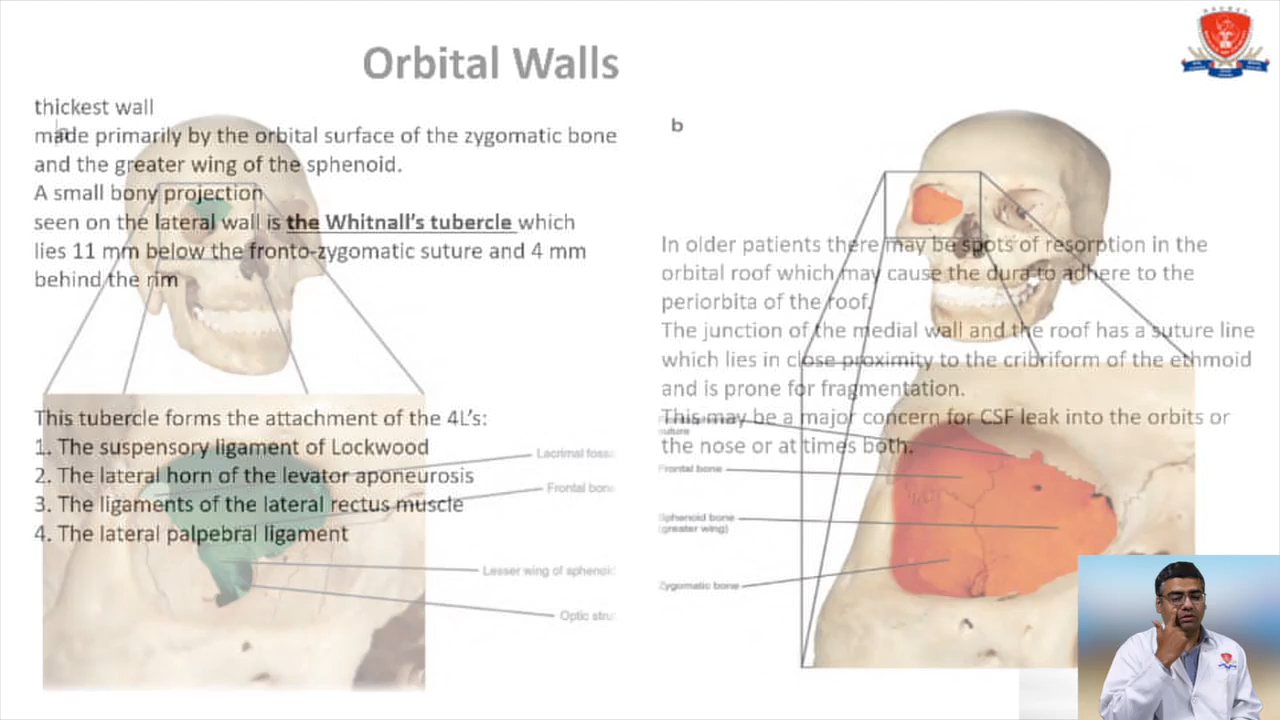 Orbital Walls
thickest wall
made primarily by the orbital surface of the zygomatic bone
and the greater wing of the sphenoid.
A small bony projection
seen on the lateral wall is the Whitnall's tubercle which
lies 11 mm below the fronto-zygomatic suture and 4 mm
behind the rim
This tubercle forms the attachment of the 4L's:
1. The suspensory ligament of Lockwood
2. The lateral horn of the levator aponeurosis
3. The ligaments of the lateral rectus muscle
4. The lateral palpebral ligament
Lacrimal
Frontal bone
Lesser wing of
Optic
b
In older patients there may be spots of resorption in the
orbital roof which may cause the dura to adhere to the
periorbita of the roof.
The junction of the medial wall and the roof has a suture line
which lies in close proximity to the cribriform of the ethmoid
and is prone for fragmentation.
This may be a major concern for CSF leak into the orbits or
the nose or at times both.
suture
Frontal bone
Sphenoid bone
(greater wing)
Zygomatic bone